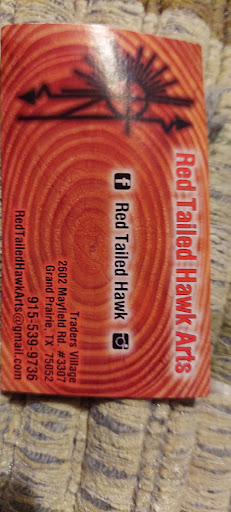 Red Tailed Hawk Arts
Red Tailed Hawk
Traders Village
2602 Mayfield Rd. #3307
Grand Prairie, TX 75052
915-539-9736
RedTailedHawkArts@gmail.com